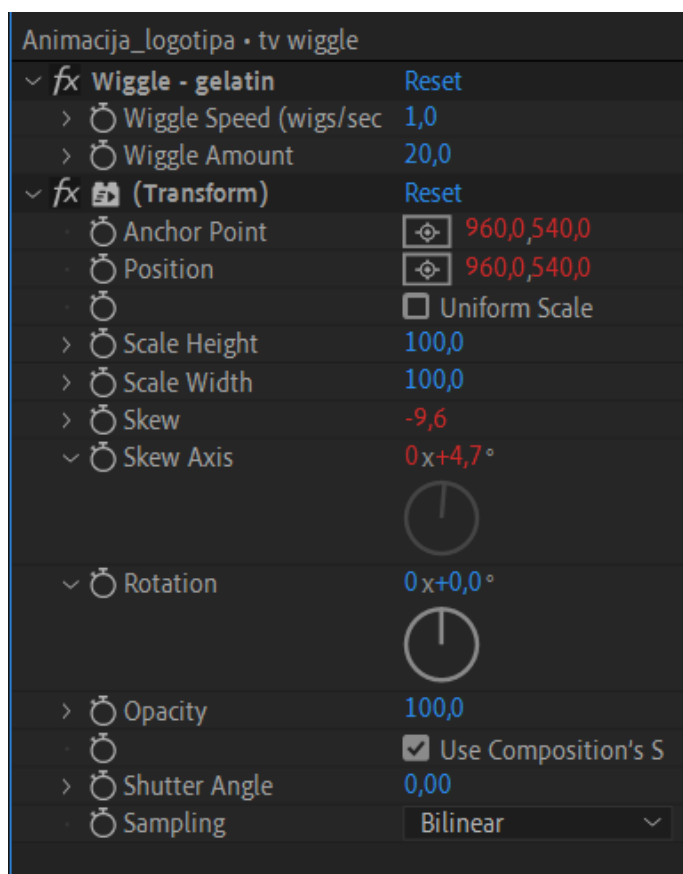 Animacija_logotipa • tv wiggle
fx Wiggle - gelatin Reset
Wiggle Speed (wigs/sec 1,0
Wiggle Amount 20,0
fx (Transform) Reset
Anchor Point 960,0,540,0
Position 960,0,540,0
Uniform Scale
Scale Height 100,0
Scale Width 100,0
Skew -9,6
Skew Axis 0x+4,7°
Rotation 0x+0,0°
Opacity 100,0
Use Composition's S
Shutter Angle 0,00
Sampling Bilinear